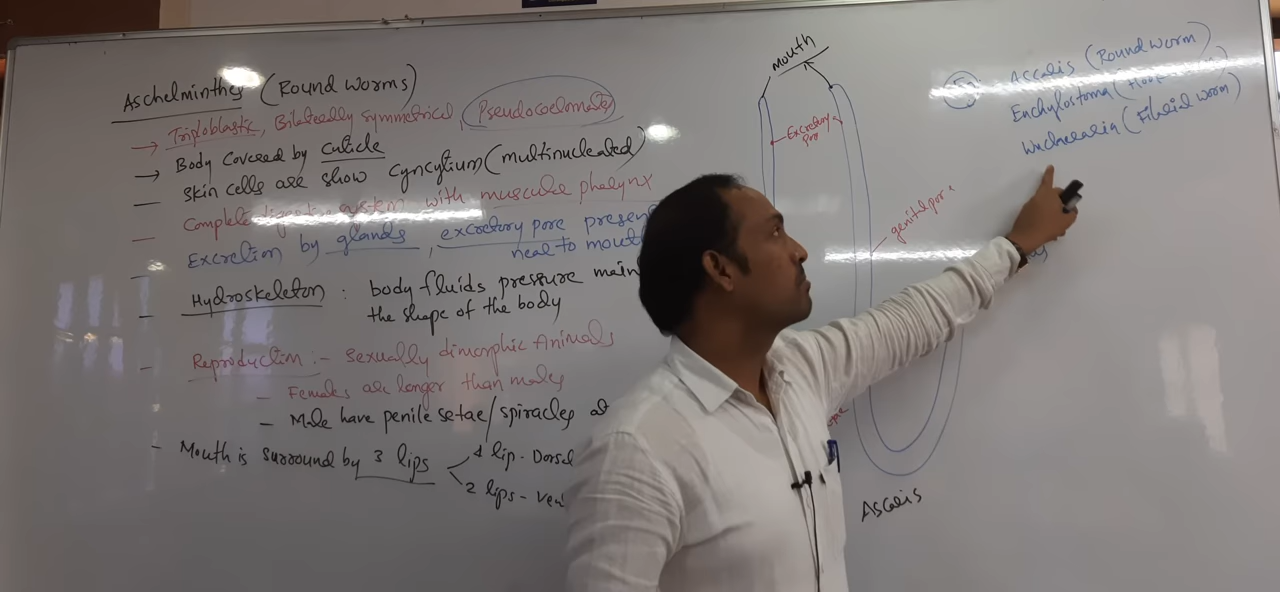 Aschelminthes (Round Worms)
→ Triploblastic, Bilaterally symmetrical, Pseudocoelomate
→ Body Covered by cuticle
- Skin cells are show cyncytium (multinucleated)
- Complete digestive system with muscular phalynx
- Excretion by glands, excretory pore present
near to mouth
- Hydroskeleton : body fluids pressure main
the shape of the body
- Reproduction :- Sexually dimorphic Animals
- Females are longer than males
- Male have penile setae/spiracles at
- Mouth is surround by 3 lips
1 lip - Dorsal
2 lips - Ven
mouth
Excretory
pore
genital pore
Ascaris
Ascaris (Round worm)
Enchylostoma (Hook
Wuchereria (Filarial worm)